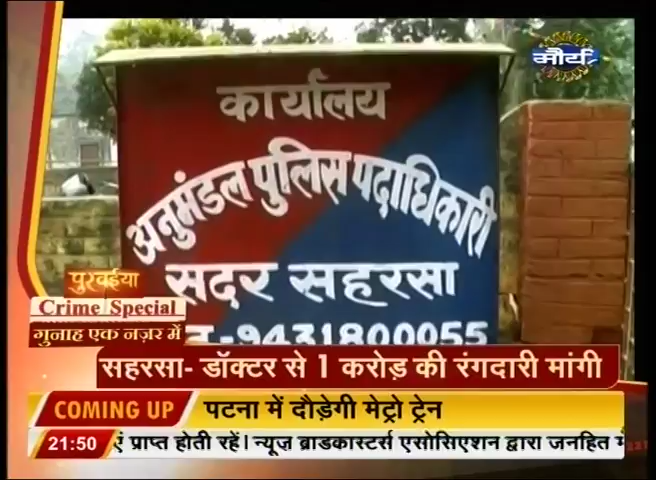 मौर्य
कार्यालय
अनुमंडल पुलिस पदाधिकारी
सदर सहरसा
-9431800055
पुरवईया
Crime Special
गुनाह एक नज़र में
सहरसा- डॉक्टर से 1 करोड़ की रंगदारी मांगी
COMING UP
पटना में दौड़ेगी मेट्रो ट्रेन
21:50
प्राप्त होती रहें। न्यूज़ ब्राडकास्टर्स एसोसिएशन द्वारा जनहित